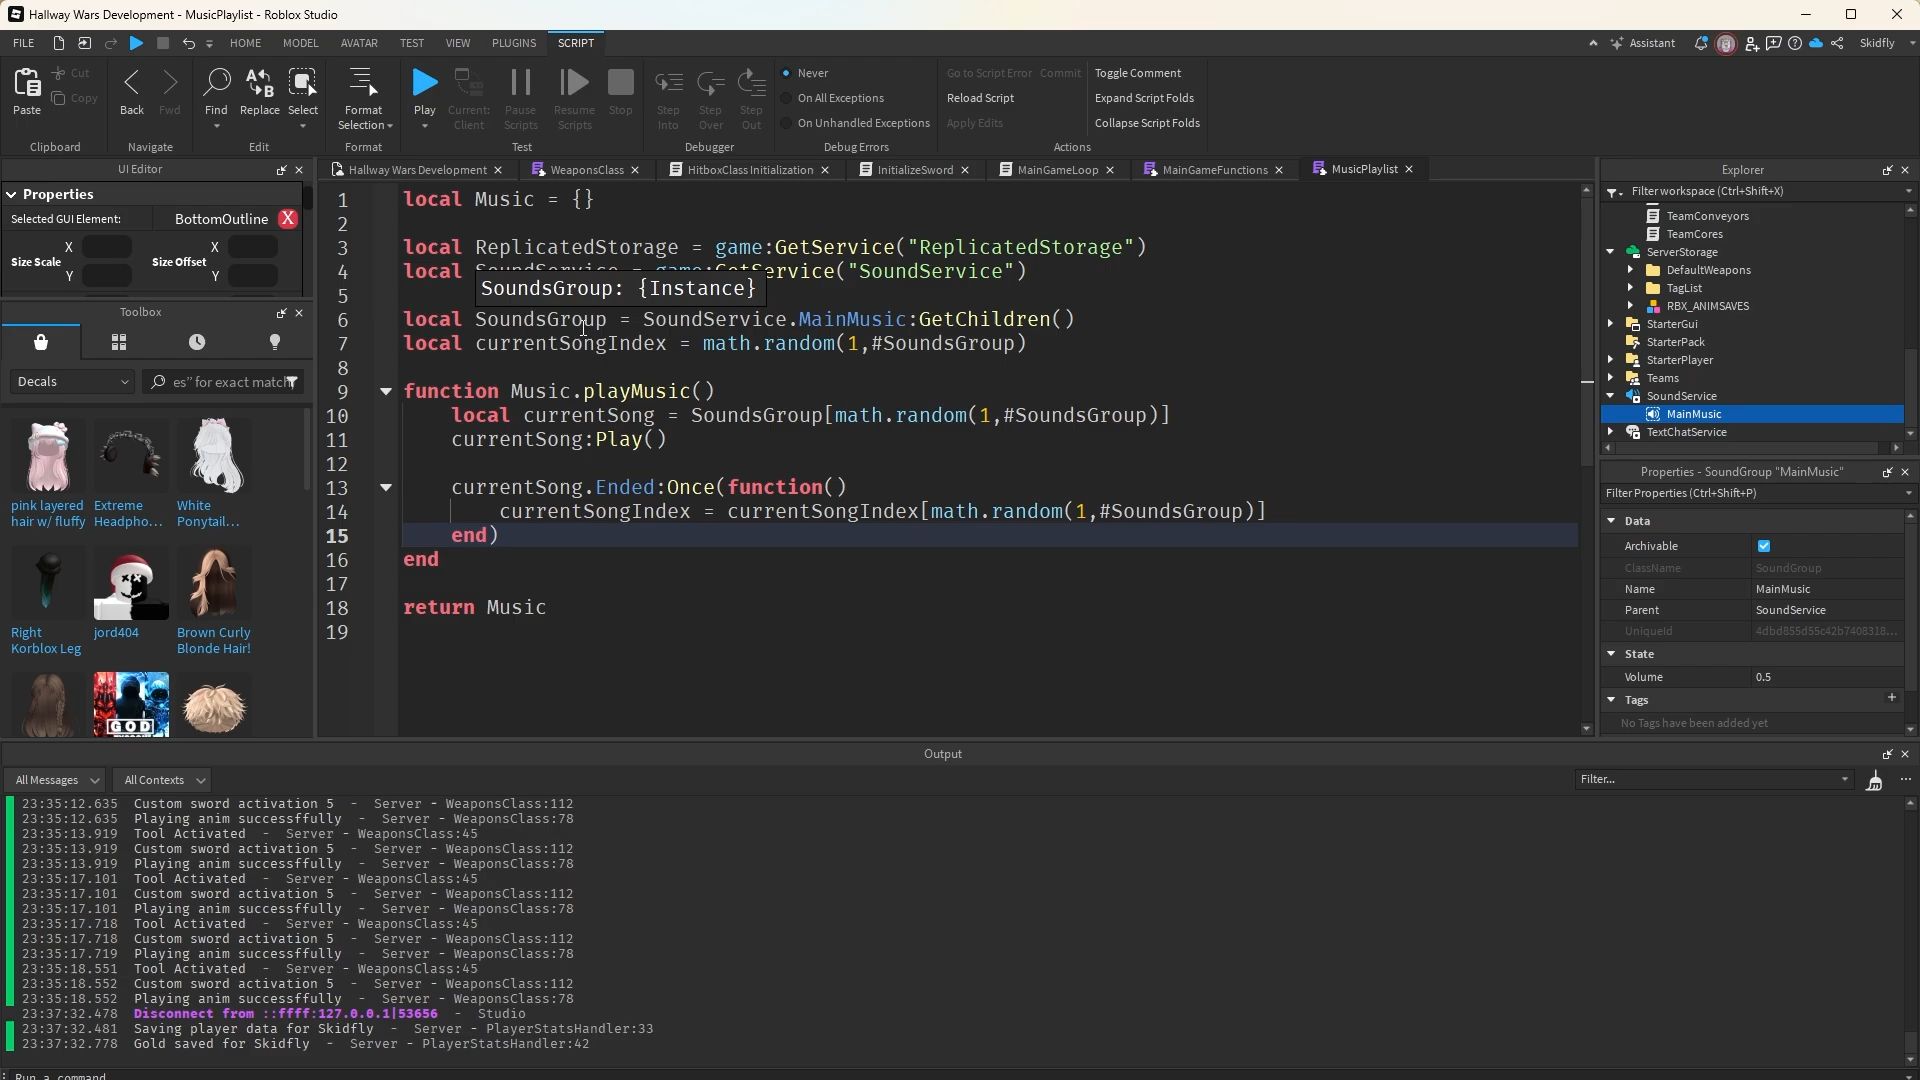 Hallway Wars Development - MusicPlaylist - Roblox Studio
FILE HOME MODEL AVATAR TEST VIEW PLUGINS SCRIPT Assistant Skidfly
Paste Cut Copy Back Fwd Find Replace Select Format Selection Play Current: Client Pause Scripts Resume Scripts Stop Step Into Step Over Step Out
Never
On All Exceptions
On Unhandled Exceptions
Go to Script Error Commit Toggle Comment
Reload Script Expand Script Folds
Apply Edits Collapse Script Folds
Clipboard Navigate Edit Format Test Debugger Debug Errors Actions
UI Editor
Properties
Selected GUI Element: BottomOutline X
Size Scale X Y Size Offset X Y
Toolbox
Decals es” for exact match
pink layered hair w/ fluffy
Extreme Headpho...
White Ponytail...
Right Korblox Leg
jord404
Brown Curly Blonde Hair!
GOD
Hallway Wars Development WeaponsClass HitboxClass Initialization InitializeSword MainGameLoop MainGameFunctions MusicPlaylist
1 local Music = {}
2
3 local ReplicatedStorage = game:GetService("ReplicatedStorage")
4 local SoundService = game:GetService("SoundService")
SoundsGroup: {Instance}
5
6 local SoundsGroup = SoundService.MainMusic:GetChildren()
7 local currentSongIndex = math.random(1,#SoundsGroup)
8
9 function Music.playMusic()
10 local currentSong = SoundsGroup[math.random(1,#SoundsGroup)]
11 currentSong:Play()
12
13 currentSong.Ended:Once(function()
14 currentSongIndex = currentSongIndex[math.random(1,#SoundsGroup)]
15 end)
16 end
17
18 return Music
19
Explorer
Filter workspace (Ctrl+Shift+X)
TeamConveyors
TeamCores
ServerStorage
DefaultWeapons
TagList
RBX_ANIMSAVES
StarterGui
StarterPack
StarterPlayer
Teams
SoundService
MainMusic
TextChatService
Properties - SoundGroup "MainMusic"
Filter Properties (Ctrl+Shift+P)
Data
Archivable
ClassName SoundGroup
Name MainMusic
Parent SoundService
UniqueId 4dbd855d55c42b7408318...
State
Volume 0.5
Tags
No Tags have been added yet
Output
All Messages All Contexts Filter...
23:35:12.635 Custom sword activation 5 - Server - WeaponsClass:112
23:35:12.635 Playing anim successffully - Server - WeaponsClass:78
23:35:13.919 Tool Activated - Server - WeaponsClass:45
23:35:13.919 Custom sword activation 5 - Server - WeaponsClass:112
23:35:13.919 Playing anim successffully - Server - WeaponsClass:78
23:35:17.101 Tool Activated - Server - WeaponsClass:45
23:35:17.101 Custom sword activation 5 - Server - WeaponsClass:112
23:35:17.101 Playing anim successffully - Server - WeaponsClass:78
23:35:17.718 Tool Activated - Server - WeaponsClass:45
23:35:17.718 Custom sword activation 5 - Server - WeaponsClass:112
23:35:17.719 Playing anim successffully - Server - WeaponsClass:78
23:35:18.551 Tool Activated - Server - WeaponsClass:45
23:35:18.552 Custom sword activation 5 - Server - WeaponsClass:112
23:35:18.552 Playing anim successffully - Server - WeaponsClass:78
23:37:32.478 Disconnect from ::ffff:127.0.0.1|53656 - Studio
23:37:32.481 Saving player data for Skidfly - Server - PlayerStatsHandler:33
23:37:32.778 Gold saved for Skidfly - Server - PlayerStatsHandler:42
Run a command